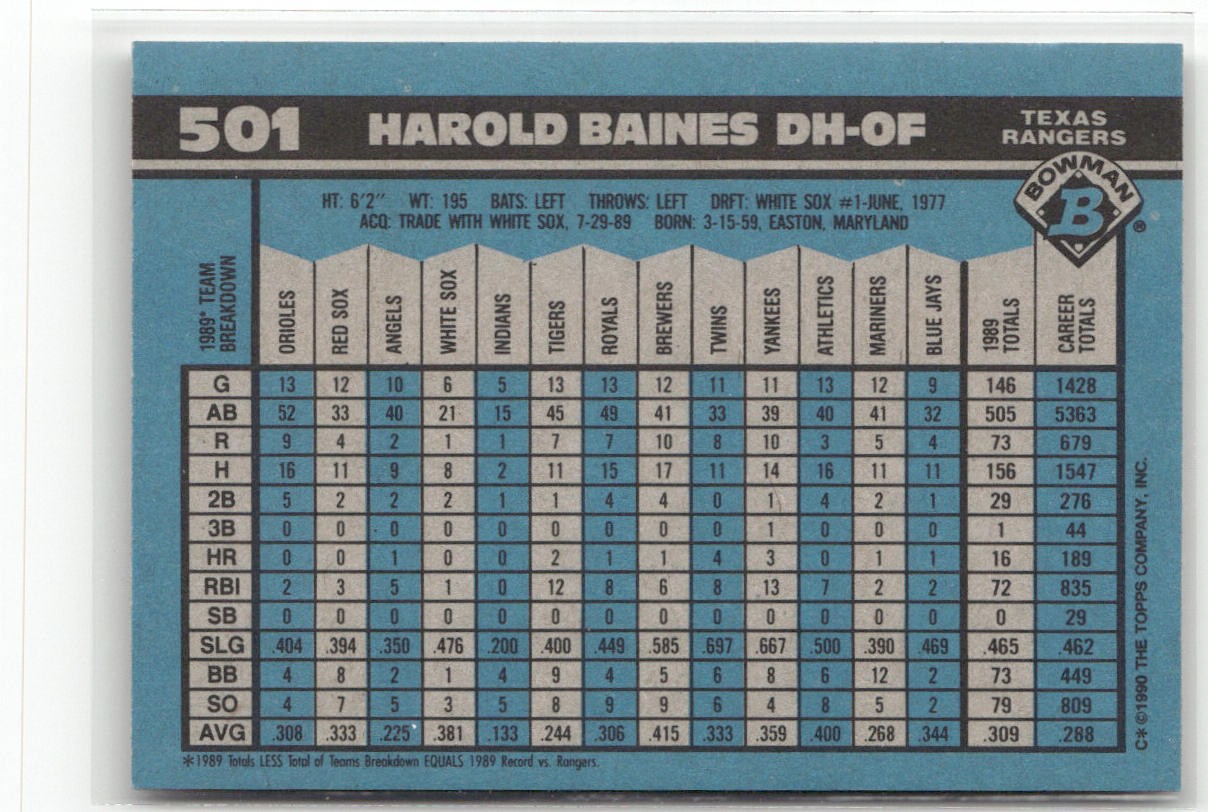 501 HAROLD BAINES DH-OF TEXAS RANGERS
BOWMAN B ®
HT: 6'2" WT: 195 BATS: LEFT THROWS: LEFT DRFT: WHITE SOX #1-JUNE, 1977
ACQ: TRADE WITH WHITE SOX, 7-29-89 BORN: 3-15-59, EASTON, MARYLAND
1989* TEAM BREAKDOWN ORIOLES RED SOX ANGELS WHITE SOX INDIANS TIGERS ROYALS BREWERS TWINS YANKEES ATHLETICS MARINERS BLUE JAYS 1989 TOTALS CAREER TOTALS
G 13 12 10 6 5 13 13 12 11 11 13 12 9 146 1428
AB 52 33 40 21 15 45 49 41 33 39 40 41 32 505 5363
R 9 4 2 1 1 7 7 10 8 10 3 5 4 73 679
H 16 11 9 8 2 11 15 17 11 14 16 11 11 156 1547
2B 5 2 2 2 1 1 4 4 0 1 4 2 1 29 276
3B 0 0 0 0 0 0 0 0 0 1 0 0 0 1 44
HR 0 0 1 0 0 2 1 1 4 3 0 1 1 16 189
RBI 2 3 5 1 0 12 8 6 8 13 7 2 2 72 835
SB 0 0 0 0 0 0 0 0 0 0 0 0 0 0 29
SLG .404 .394 .350 .476 .200 .400 .449 .585 .697 .667 .500 .390 .469 .465 .462
BB 4 8 2 1 4 9 4 5 6 8 6 12 2 73 449
SO 4 7 5 3 5 8 9 9 6 4 8 5 2 79 809
AVG .308 .333 .225 .381 .133 .244 .306 .415 .333 .359 .400 .268 .344 .309 .288
*1989 Totals LESS Total of Teams Breakdown EQUALS 1989 Record vs. Rangers.
C*©1990 THE TOPPS COMPANY, INC.